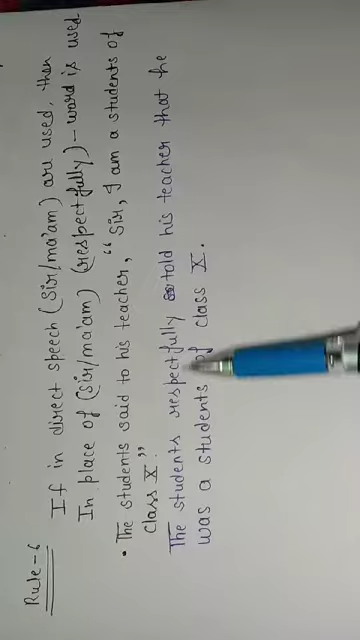 Rule-6
If in direct speech (Sir/ma'am) are used, then
In place of (sir/ma'am) (respectfully) - word is used
• The students said to his teacher, "Sir, I am a students of
class X."
The students respectfully told his teacher that he
was a students of class X.